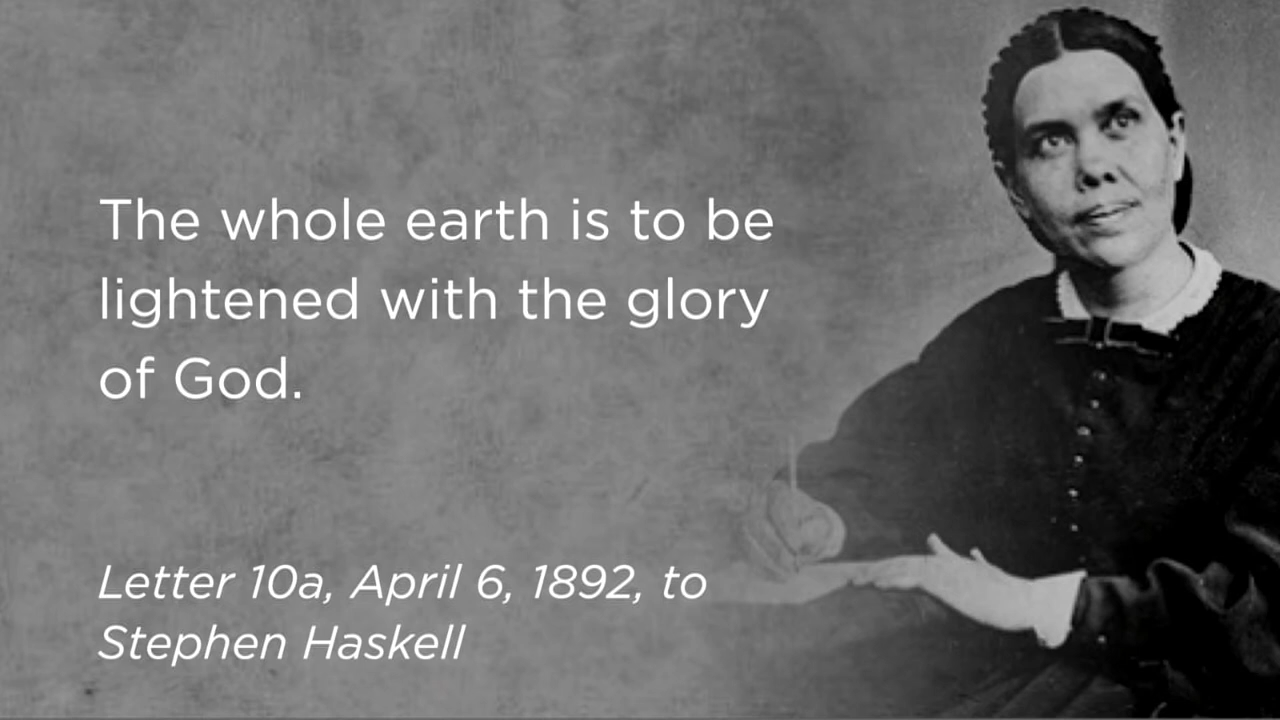 The whole earth is to be
lightened with the glory
of God.
Letter 10a, April 6, 1892, to
Stephen Haskell